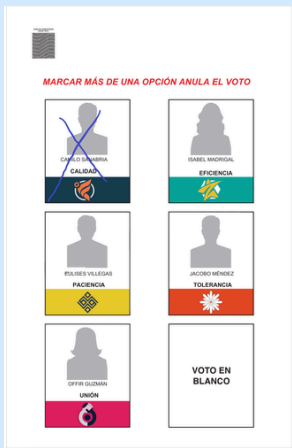 MARCAR MÁS DE UNA OPCIÓN ANULA EL VOTO
CAMILO SANABRIA
CALIDAD
ISABEL MADRIGAL
EFICIENCIA
EULISES VILLEGAS
PACIENCIA
JACOBO MÉNDEZ
TOLERANCIA
OFFIR GUZMÁN
UNIÓN
VOTO EN
BLANCO